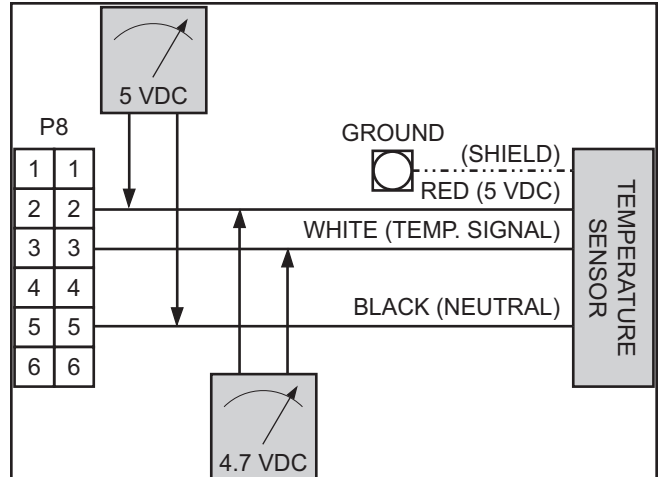 5 VDC
P8
GROUND
(SHIELD)
1 1
RED (5 VDC)
2 2
WHITE (TEMP. SIGNAL)
3 3
4 4
BLACK (NEUTRAL)
5 5
6 6
TEMPERATURE
SENSOR
4.7 VDC